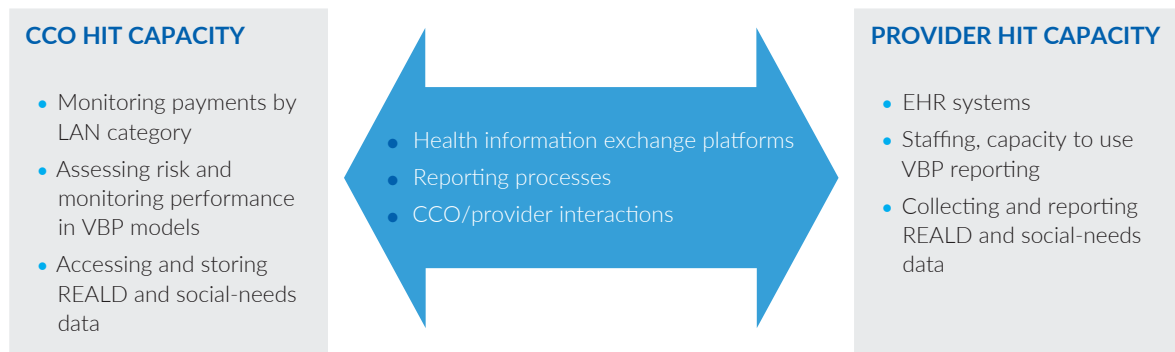 CCO HIT CAPACITY
• Monitoring payments by
LAN category
• Assessing risk and
monitoring performance
in VBP models
• Accessing and storing
REALD and social-needs
data
• Health information exchange platforms
• Reporting processes
• CCO/provider interactions
PROVIDER HIT CAPACITY
• EHR systems
• Staffing, capacity to use
VBP reporting
• Collecting and reporting
REALD and social-needs
data